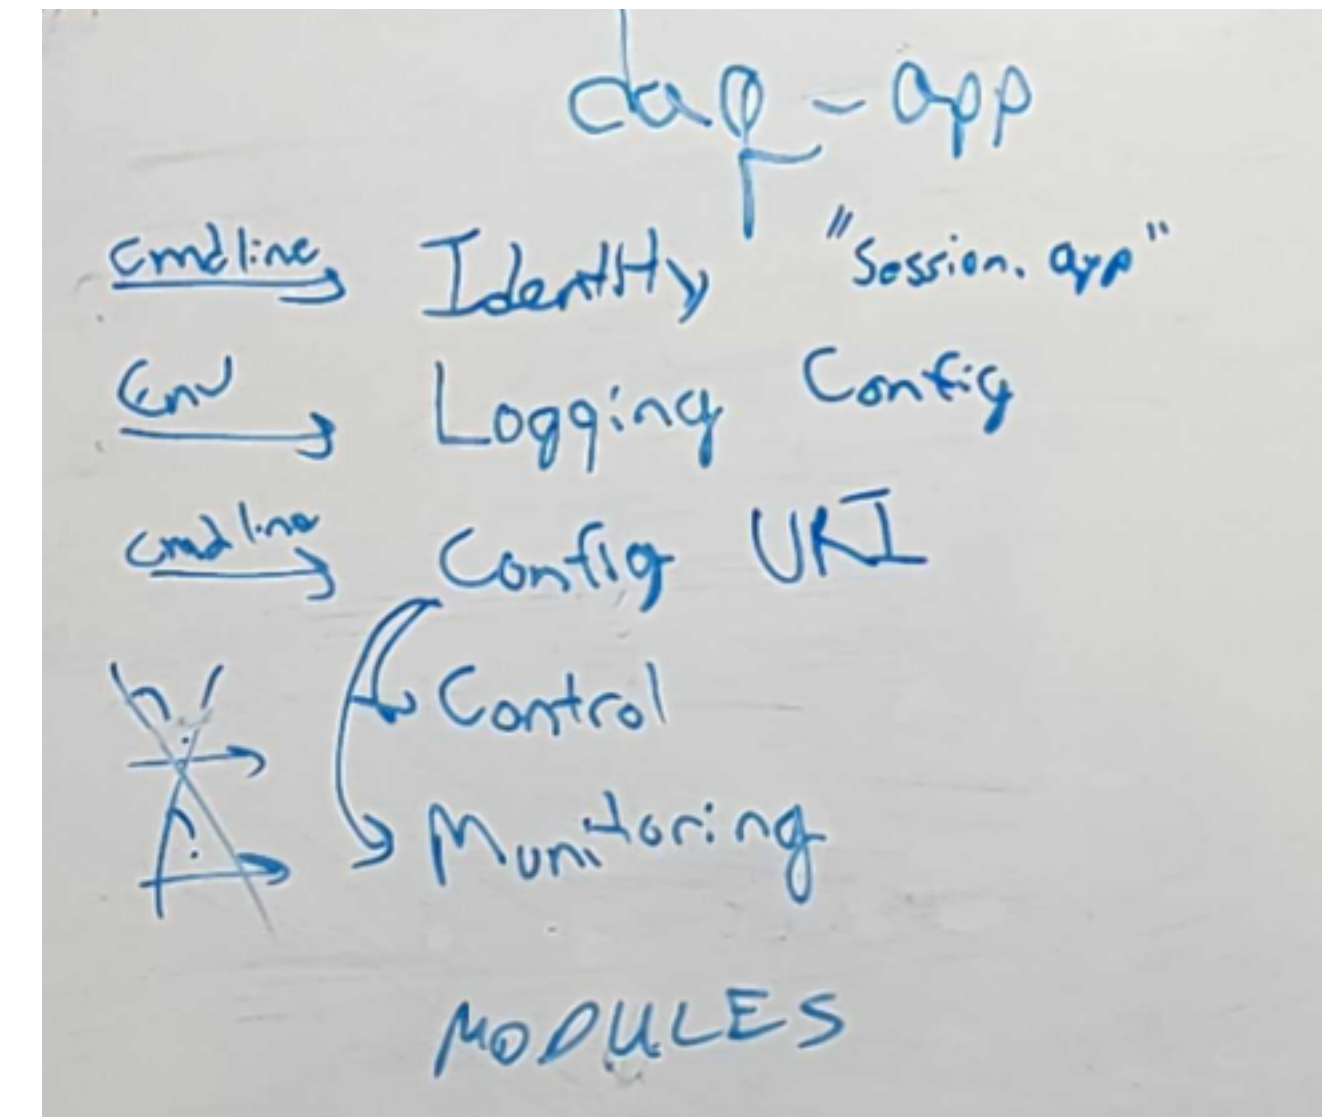 daq-app
cmdline Identity "Session.app"
Env Logging Config
cmdline Config URI
Control
Monitoring
MODULES